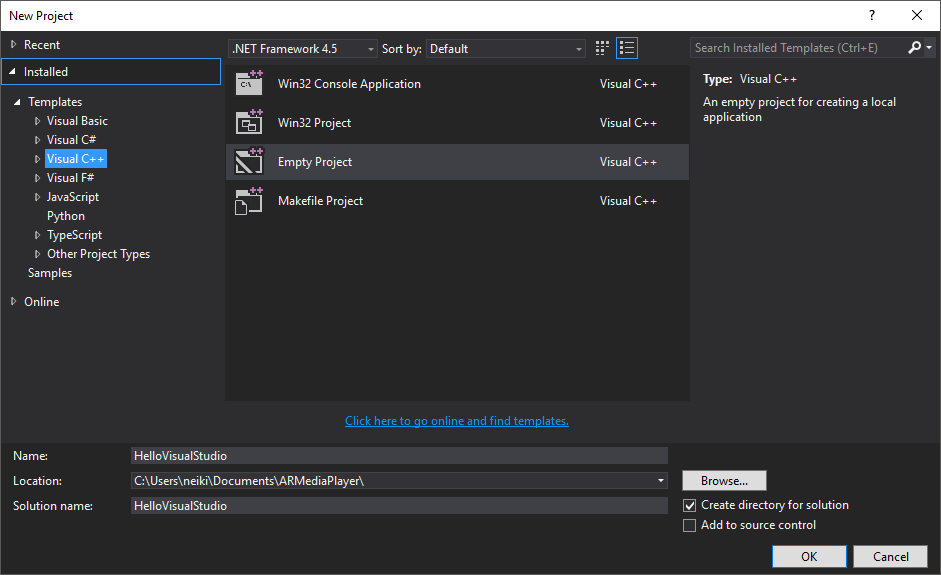 New Project
?
Recent
.NET Framework 4.5
Sort by:
Default
Search Installed Templates (Ctrl+E)
Installed
Templates
Visual Basic
Visual C#
Visual C++
Visual F#
JavaScript
Python
TypeScript
Other Project Types
Samples
Online
C:\
Win32 Console Application
Visual C++
Win32 Project
Visual C++
Empty Project
Visual C++
Makefile Project
Visual C++
Type: Visual C++
An empty project for creating a local
application
Click here to go online and find templates.
Name:
HelloVisualStudio
Location:
C:\Users\neiki\Documents\ARMediaPlayer\
Browse...
Solution name:
HelloVisualStudio
Create directory for solution
Add to source control
OK
Cancel